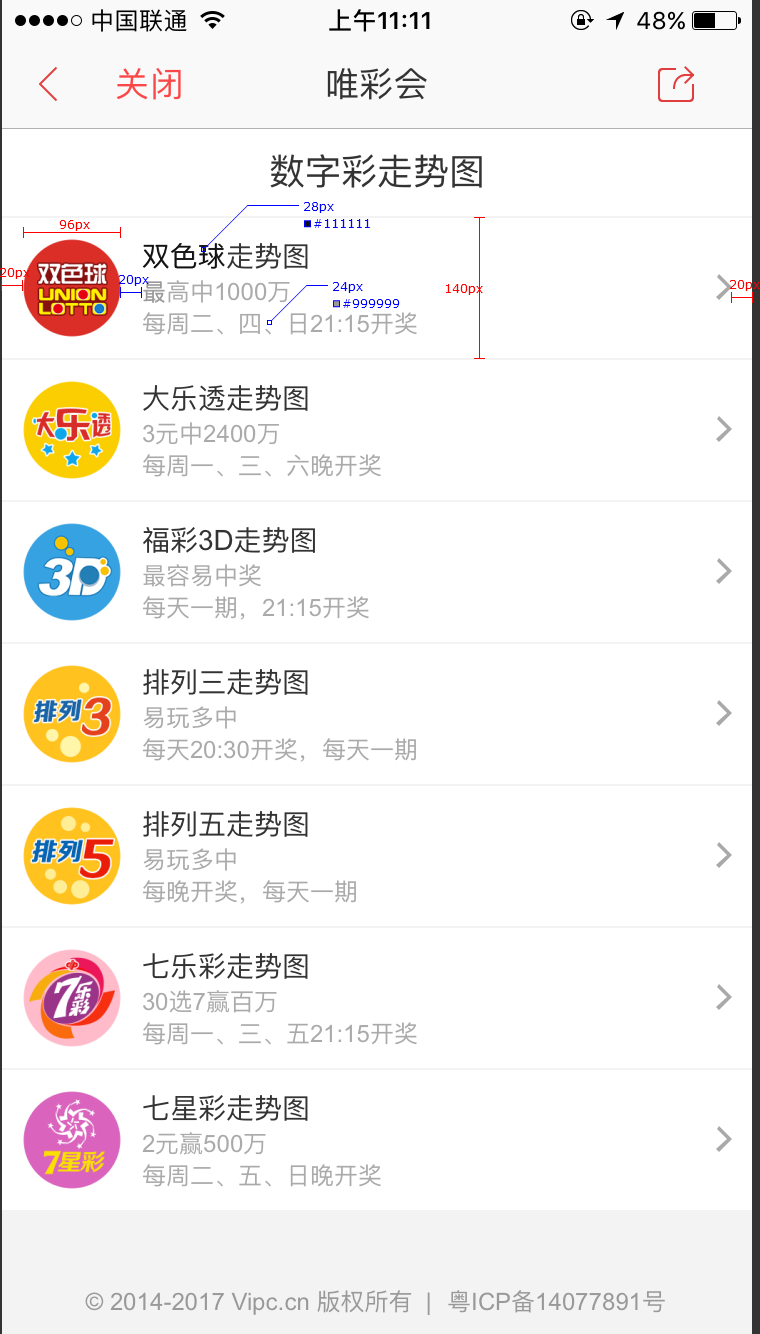 中国联通 上午11:11 48%
关闭 唯彩会
数字彩走势图
28px
#111111
96px
双色球走势图
双色球
UNION
LOTTO
20px
20px
最高中1000万
24px
#999999
140px
20px
每周二、四、日21:15开奖
大乐透走势图
大乐透
3元中2400万
每周一、三、六晚开奖
福彩3D走势图
3D
最容易中奖
每天一期，21:15开奖
排列三走势图
排列3
易玩多中
每天20:30开奖，每天一期
排列五走势图
排列5
易玩多中
每晚开奖，每天一期
七乐彩走势图
7乐彩
30选7赢百万
每周一、三、五21:15开奖
七星彩走势图
7星彩
2元赢500万
每周二、五、日晚开奖
© 2014-2017 Vipc.cn 版权所有 | 粤ICP备14077891号